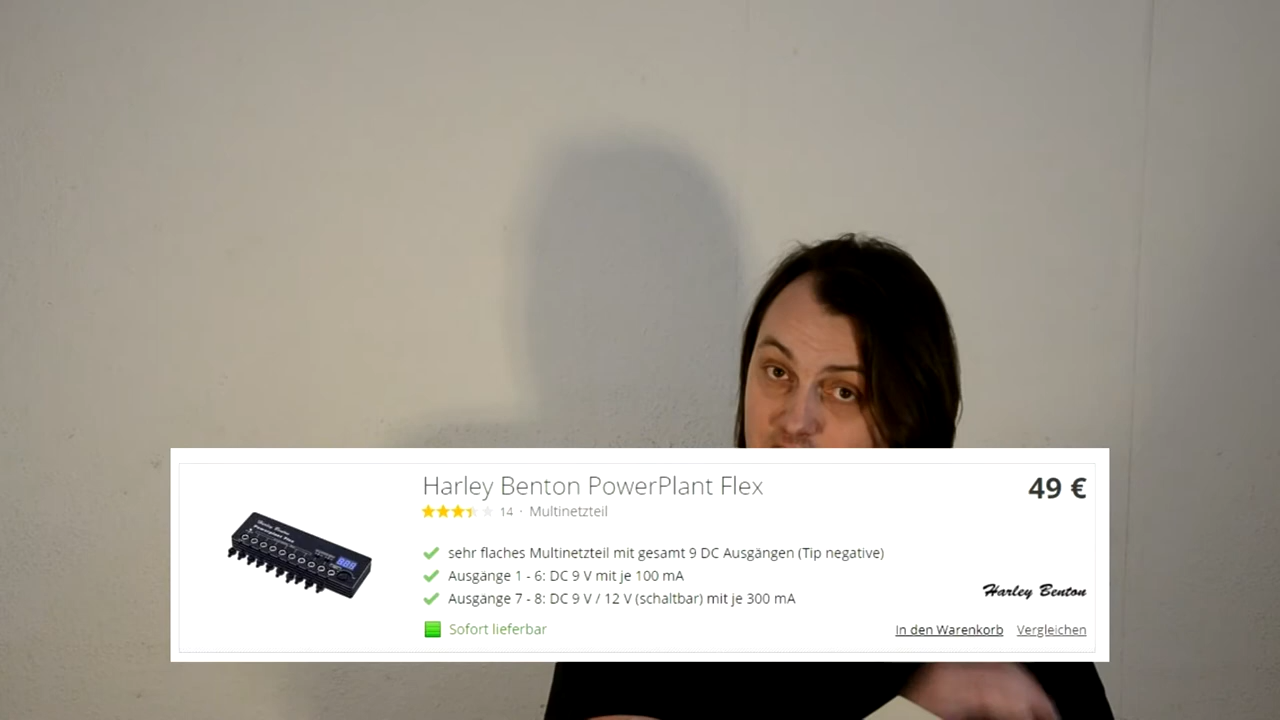 Harley Benton PowerPlant Flex
49 €
14 · Multinetzteil
sehr flaches Multinetzteil mit gesamt 9 DC Ausgängen (Tip negative)
Ausgänge 1 - 6: DC 9 V mit je 100 mA
Ausgänge 7 - 8: DC 9 V / 12 V (schaltbar) mit je 300 mA
Harley Benton
Sofort lieferbar
In den Warenkorb
Vergleichen